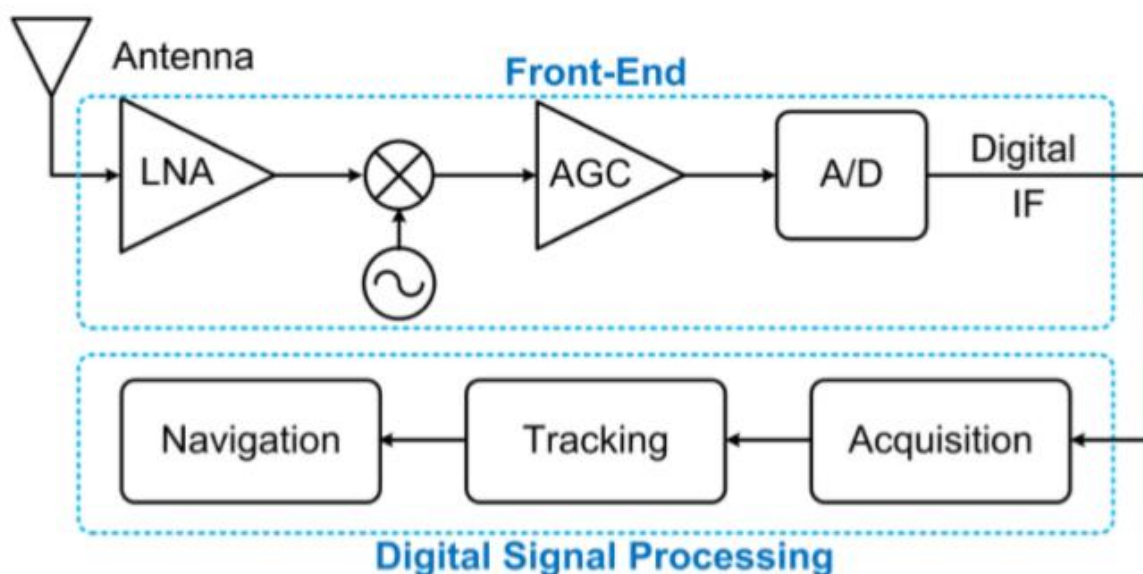 Antenna
Front-End
LNA
AGC
A/D
Digital
IF
Navigation
Tracking
Acquisition
Digital Signal Processing